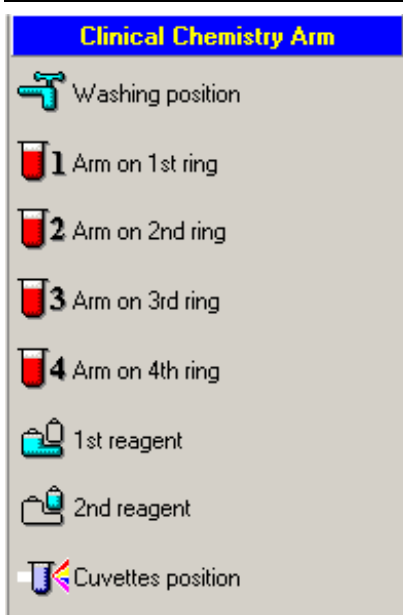 Clinical Chemistry Arm
Washing position
1 Arm on 1st ring
2 Arm on 2nd ring
3 Arm on 3rd ring
4 Arm on 4th ring
1st reagent
2nd reagent
Cuvettes position